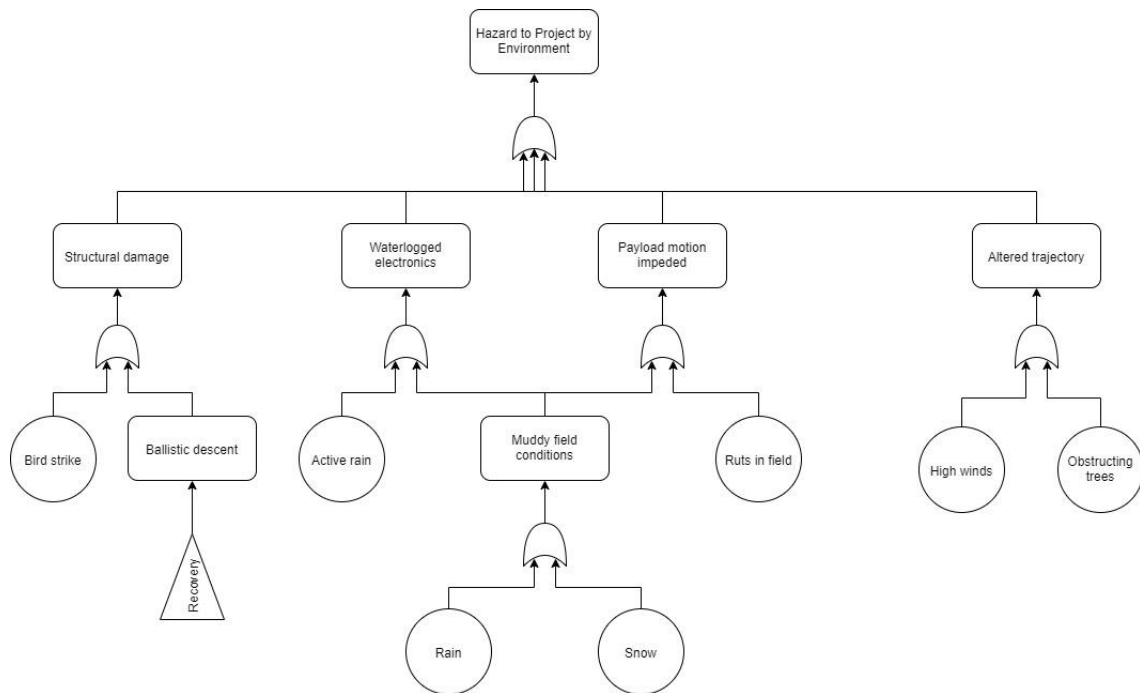 Hazard to Project by
Environment
Structural damage
Waterlogged
electronics
Payload motion
impeded
Altered trajectory
Bird strike
Ballistic descent
Active rain
Muddy field
conditions
Ruts in field
High winds
Obstructing
trees
Recovery
Rain
Snow